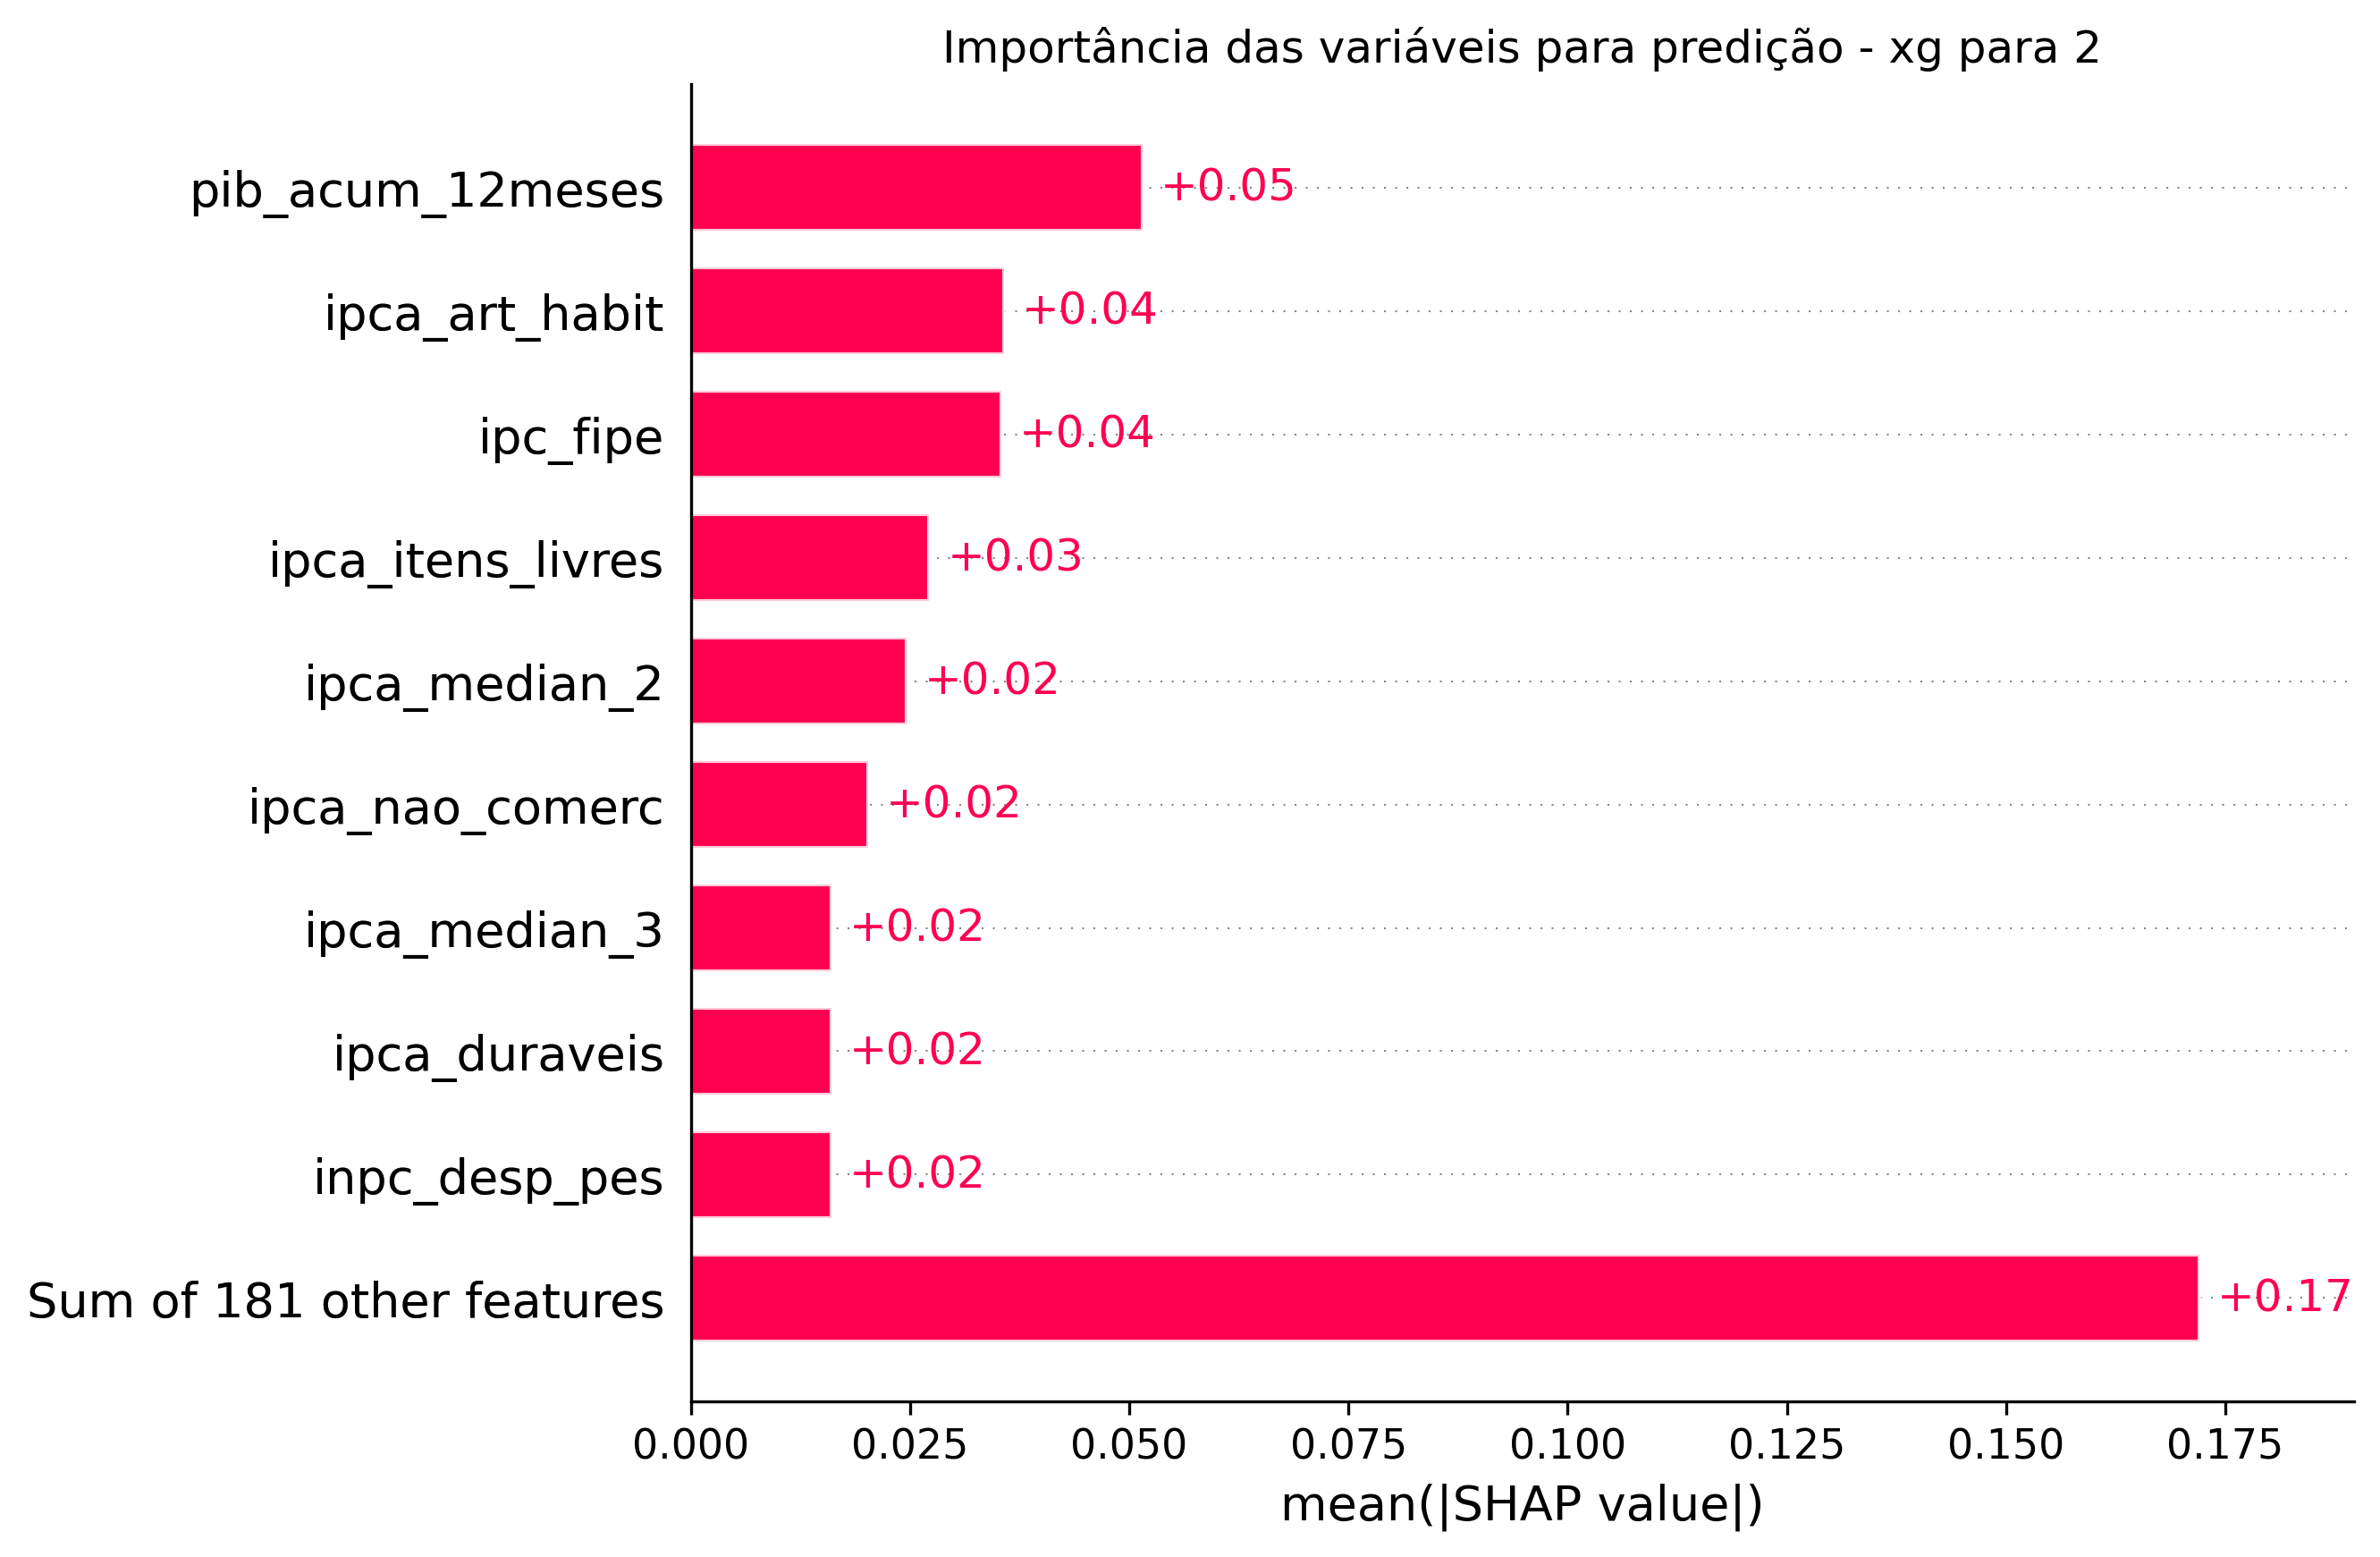 Importância das variáveis para predição - xg para 2
pib_acum_12meses +0.05
ipca_art_habit +0.04
ipc_fipe +0.04
ipca_itens_livres +0.03
ipca_median_2 +0.02
ipca_nao_comerc +0.02
ipca_median_3 +0.02
ipca_duraveis +0.02
inpc_desp_pes +0.02
Sum of 181 other features +0.17
0.000 0.025 0.050 0.075 0.100 0.125 0.150 0.175
mean(|SHAP value|)